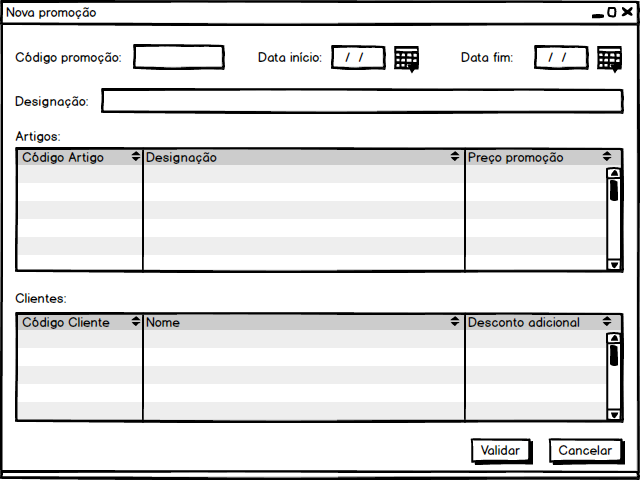 Nova promoção
Código promoção: Data início: / / Data fim: / /
Designação:
Artigos:
Código Artigo Designação Preço promoção
Clientes:
Código Cliente Nome Desconto adicional
Validar Cancelar